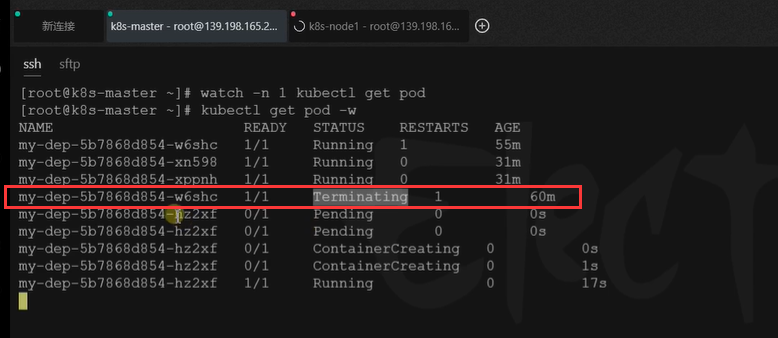 新连接 k8s-master - root@139.198.165.2... k8s-node1 - root@139.198.16...
ssh sftp
[root@k8s-master ~]# watch -n 1 kubectl get pod
[root@k8s-master ~]# kubectl get pod -w
NAME READY STATUS RESTARTS AGE
my-dep-5b7868d854-w6shc 1/1 Running 1 55m
my-dep-5b7868d854-xn598 1/1 Running 0 31m
my-dep-5b7868d854-xppnh 1/1 Running 0 31m
my-dep-5b7868d854-w6shc 1/1 Terminating 1 60m
my-dep-5b7868d854-hz2xf 0/1 Pending 0 0s
my-dep-5b7868d854-hz2xf 0/1 Pending 0 0s
my-dep-5b7868d854-hz2xf 0/1 ContainerCreating 0 0s
my-dep-5b7868d854-hz2xf 0/1 ContainerCreating 0 1s
my-dep-5b7868d854-hz2xf 1/1 Running 0 17s